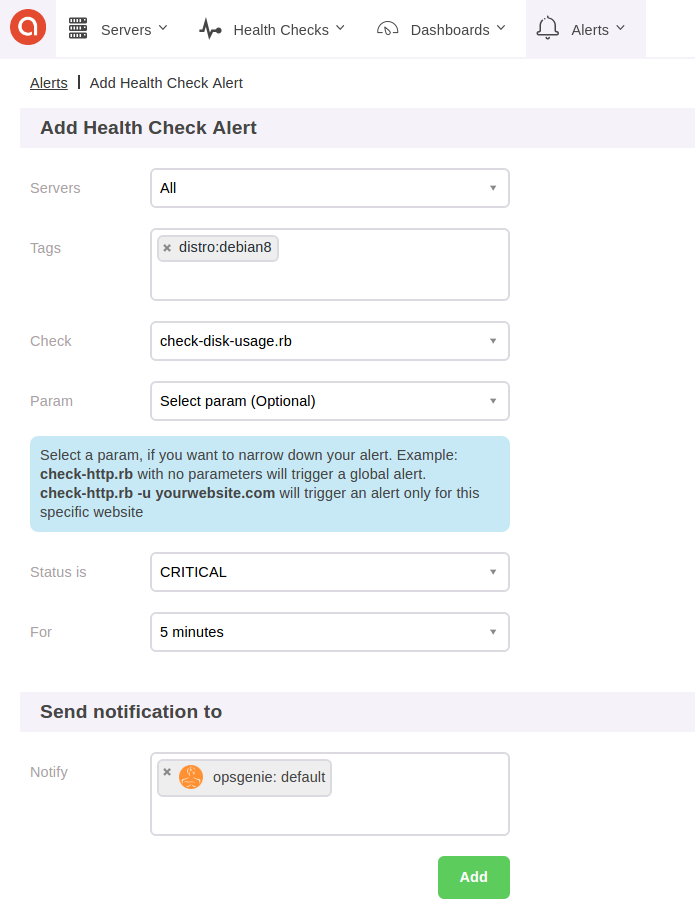 Servers Health Checks Dashboards Alerts
Alerts | Add Health Check Alert
Add Health Check Alert
Servers All
Tags × distro:debian8
Check check-disk-usage.rb
Param Select param (Optional)
Select a param, if you want to narrow down your alert. Example:
check-http.rb with no parameters will trigger a global alert.
check-http.rb -u yourwebsite.com will trigger an alert only for this
specific website
Status is CRITICAL
For 5 minutes
Send notification to
Notify × opsgenie: default
Add